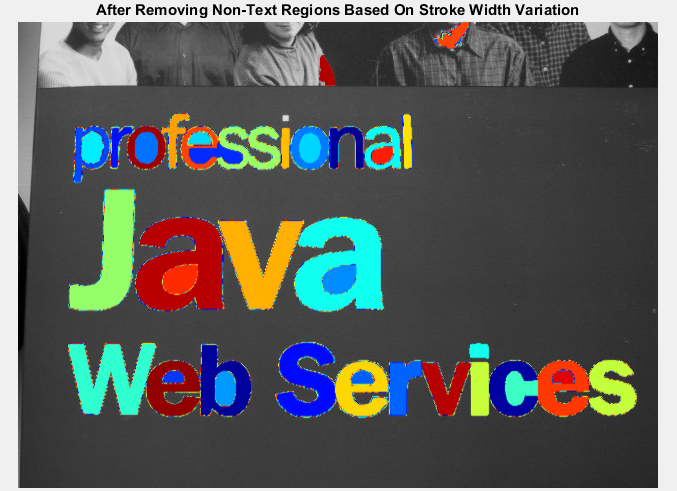 After Removing Non-Text Regions Based On Stroke Width Variation
professional
Java
Web Services